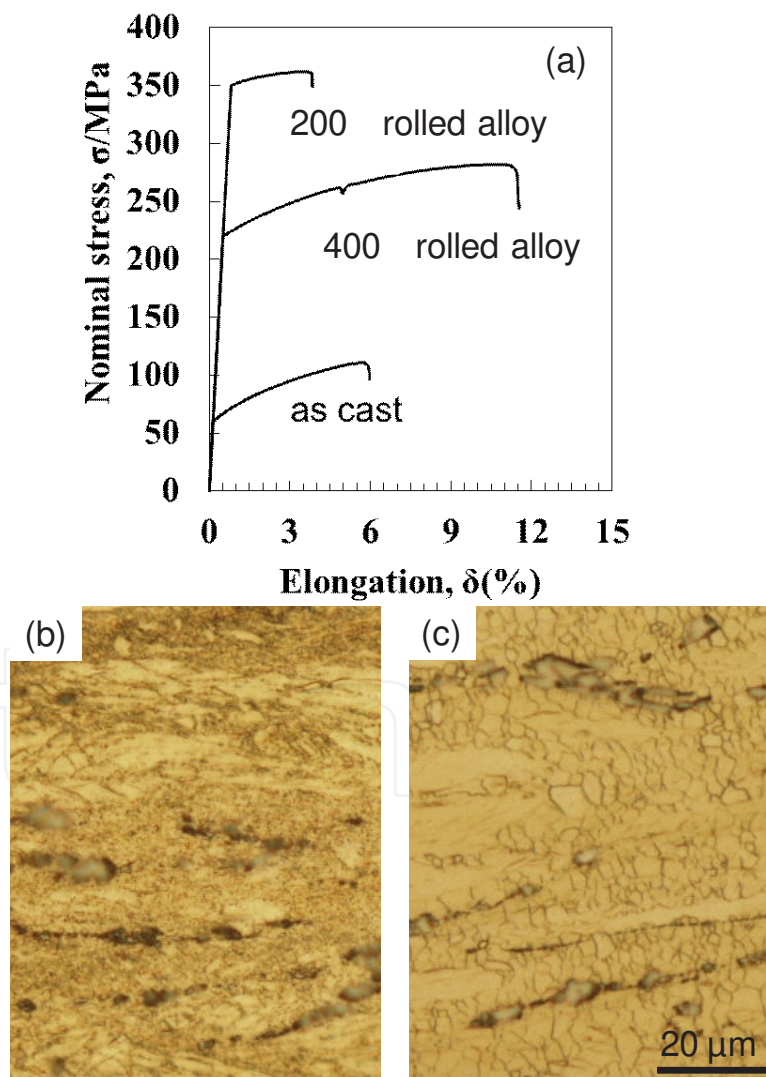 400
350
300
250
200
150
100
50
0
Nominal stress, σ/MPa
(a)
200 rolled alloy
400 rolled alloy
as cast
0 3 6 9 12 15
Elongation, δ(%)
(b)
(c)
20 μm